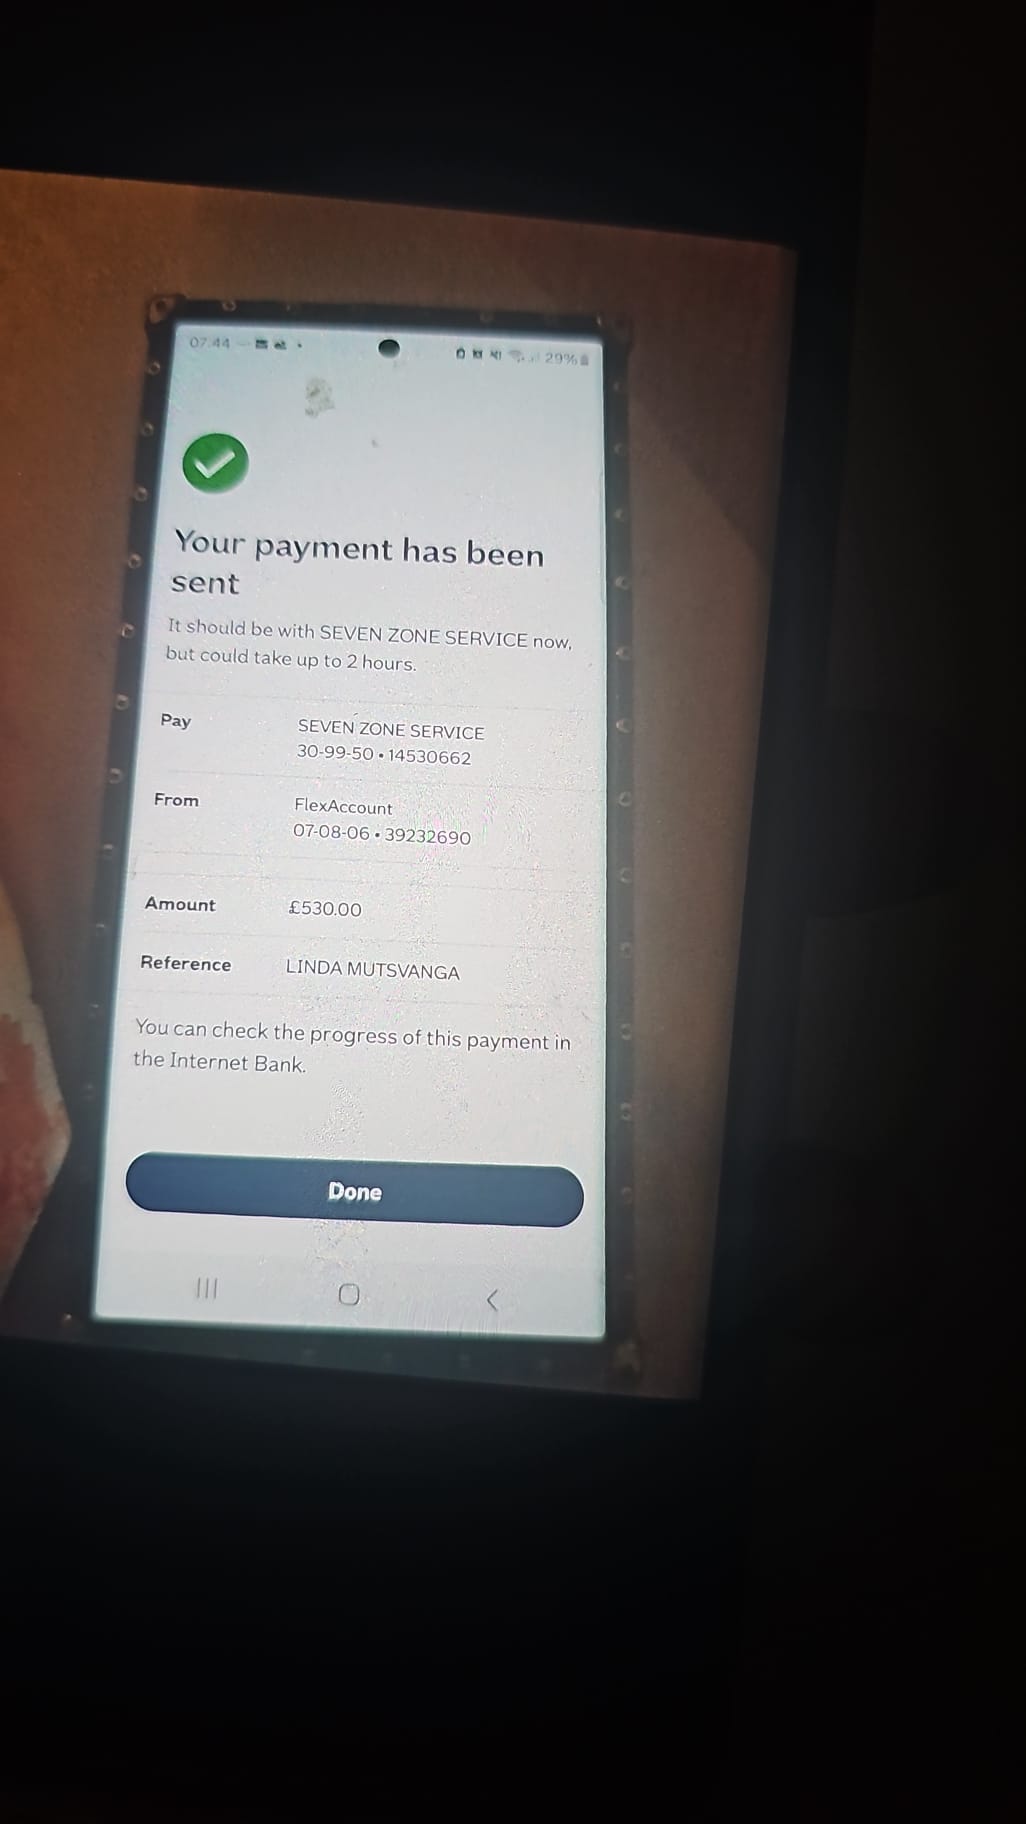 07.44
29%
Your payment has been
sent
It should be with SEVEN ZONE SERVICE now,
but could take up to 2 hours.
Pay
SEVEN ZONE SERVICE
30-99-50 • 14530662
From
FlexAccount
07-08-06 • 39232690
Amount
£530.00
Reference
LINDA MUTSVANGA
You can check the progress of this payment in
the Internet Bank.
Done